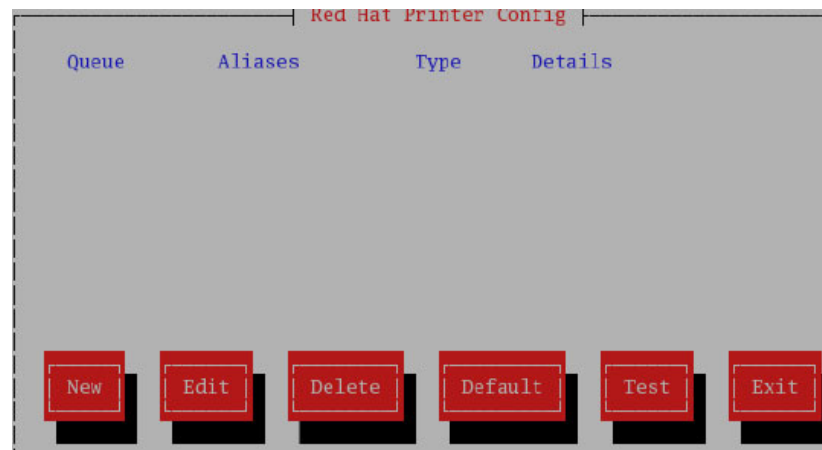 Red Hat Printer Config
Queue Aliases Type Details
New Edit Delete Default Test Exit